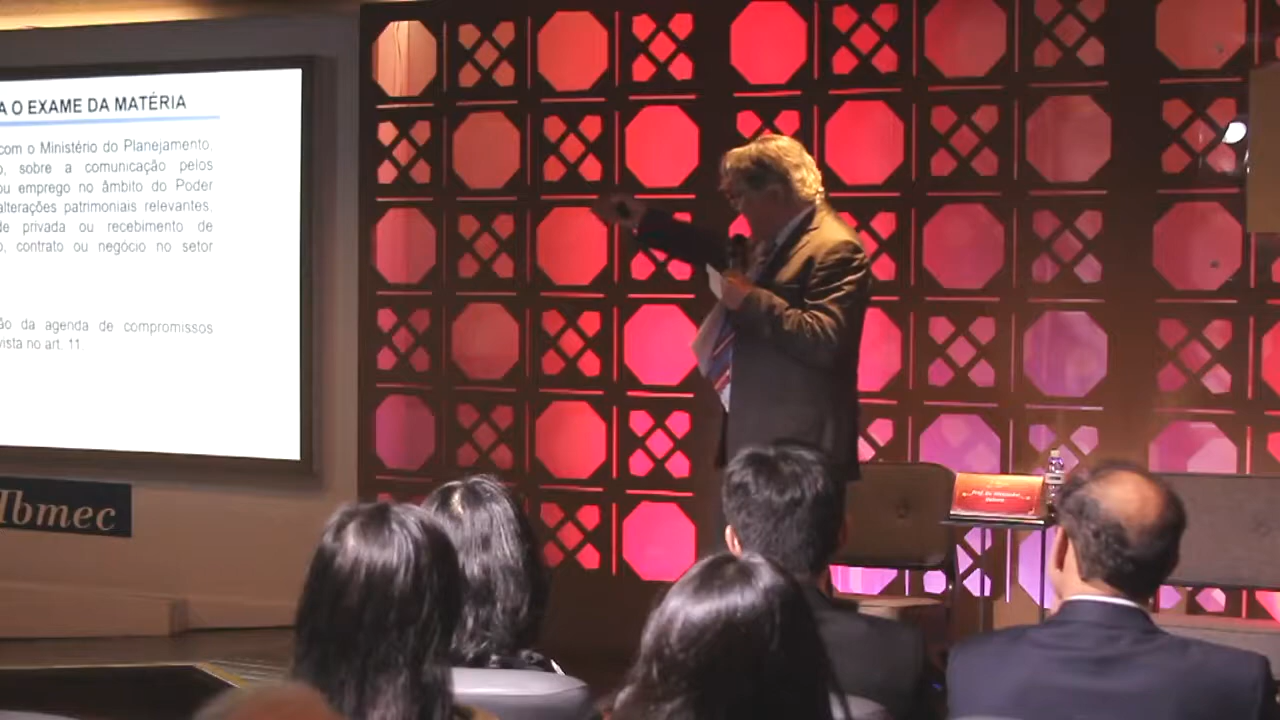 A O EXAME DA MATÉRIA
com o Ministério do Planejamento,
o, sobre a comunicação pelos
ou emprego no âmbito do Poder
alterações patrimoniais relevantes,
de privada ou recebimento de
o, contrato ou negócio no setor
ão da agenda de compromissos
vista no art. 11.
Ibmec
Prof. Dr.